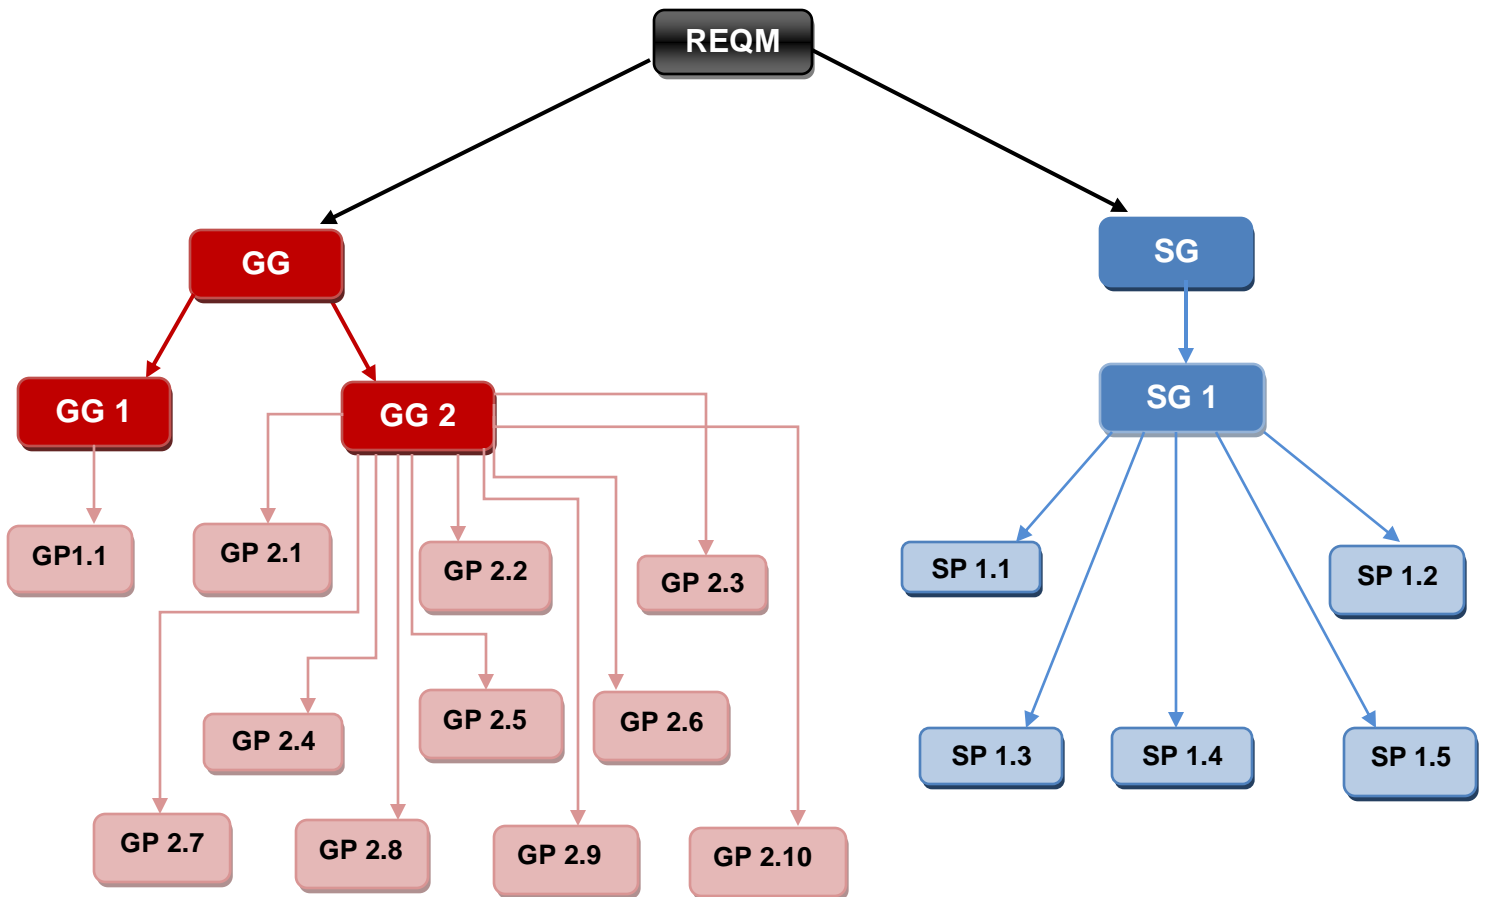 REQM
GG
SG
GG 1
GG 2
SG 1
GP1.1
GP 2.1
GP 2.2
GP 2.3
SP 1.1
SP 1.2
GP 2.4
GP 2.5
GP 2.6
SP 1.3
SP 1.4
SP 1.5
GP 2.7
GP 2.8
GP 2.9
GP 2.10